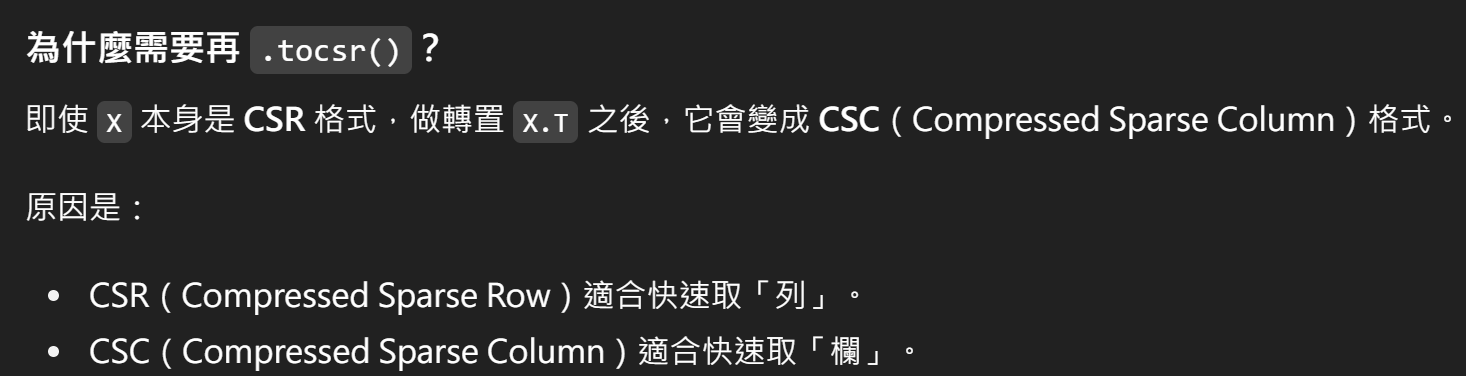 為什麼需要再 .tocsr()？
即使 X 本身是 CSR 格式，做轉置 X.T 之後，它會變成 CSC（Compressed Sparse Column）格式。
原因是：
• CSR（Compressed Sparse Row）適合快速取「列」。
• CSC（Compressed Sparse Column）適合快速取「欄」。